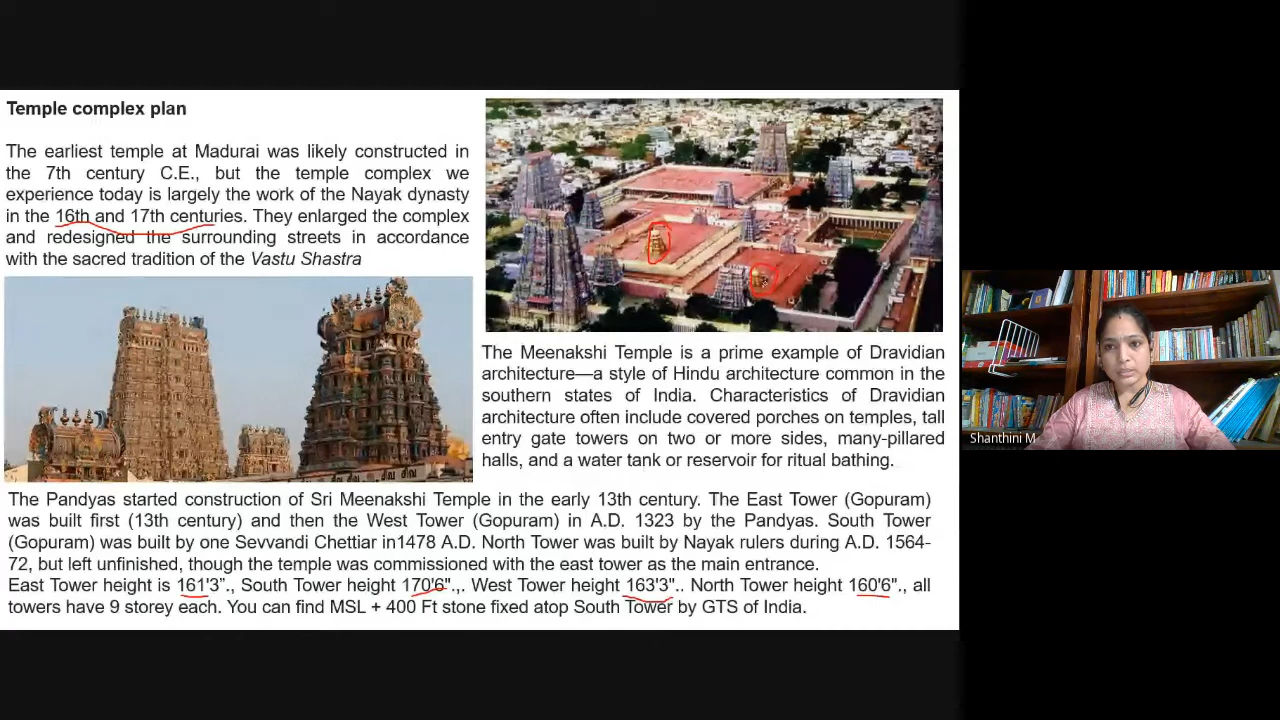 Temple complex plan
The earliest temple at Madurai was likely constructed in
the 7th century C.E., but the temple complex we
experience today is largely the work of the Nayak dynasty
in the 16th and 17th centuries. They enlarged the complex
and redesigned the surrounding streets in accordance
with the sacred tradition of the Vastu Shastra
சிவ சிவ
The Meenakshi Temple is a prime example of Dravidian
architecture—a style of Hindu architecture common in the
southern states of India. Characteristics of Dravidian
architecture often include covered porches on temples, tall
entry gate towers on two or more sides, many-pillared
halls, and a water tank or reservoir for ritual bathing.
The Pandyas started construction of Sri Meenakshi Temple in the early 13th century. The East Tower (Gopuram)
was built first (13th century) and then the West Tower (Gopuram) in A.D. 1323 by the Pandyas. South Tower
(Gopuram) was built by one Sevvandi Chettiar in1478 A.D. North Tower was built by Nayak rulers during A.D. 1564-
72, but left unfinished, though the temple was commissioned with the east tower as the main entrance.
East Tower height is 161'3"., South Tower height 170'6".,. West Tower height 163'3".. North Tower height 160'6"., all
towers have 9 storey each. You can find MSL + 400 Ft stone fixed atop South Tower by GTS of India.
Shanthini M